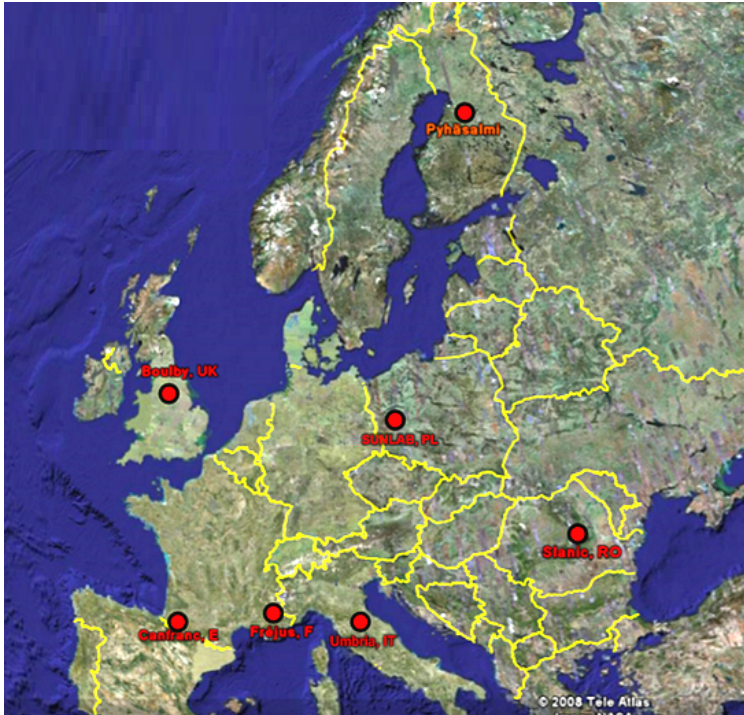 Pyhäsalmi
Boulby, UK
SUNLAB, PL
Slanic, RO
Canfranc, E
Fréjus, F
Umbria, IT
© 2008 Tele Atlas